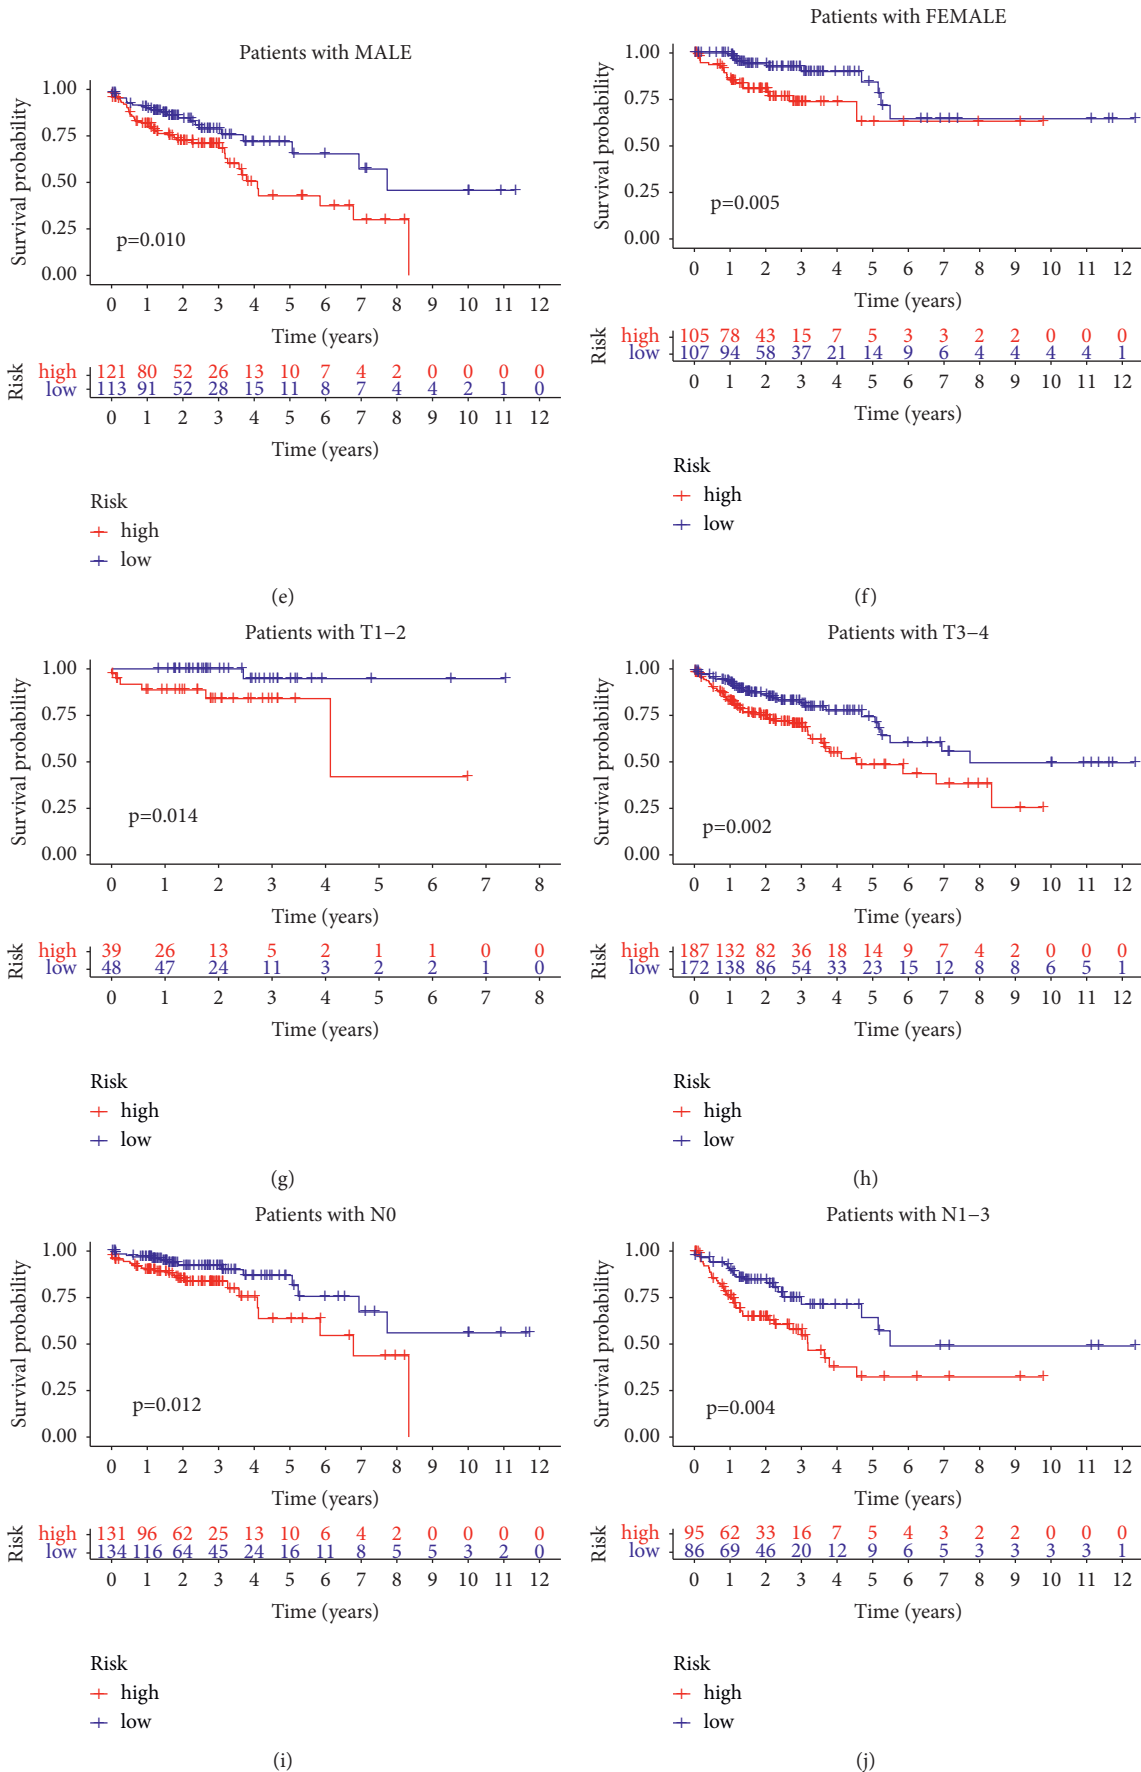 Patients with MALE
Survival probability
1.00
0.75
0.50
0.25
0.00
p=0.010
0 1 2 3 4 5 6 7 8 9 10 11 12
Time (years)
Risk
high 121 80 52 26 13 10 7 4 2 0 0 0 0
low 113 91 52 28 15 11 8 7 4 4 2 1 0
0 1 2 3 4 5 6 7 8 9 10 11 12
Time (years)
Risk
high
low
(e)
Patients with FEMALE
Survival probability
1.00
0.75
0.50
0.25
0.00
p=0.005
0 1 2 3 4 5 6 7 8 9 10 11 12
Time (years)
Risk
high 105 78 43 15 7 5 3 3 2 2 0 0 0
low 107 94 58 37 21 14 9 6 4 4 4 4 1
0 1 2 3 4 5 6 7 8 9 10 11 12
Time (years)
Risk
high
low
(f)
Patients with T1−2
Survival probability
1.00
0.75
0.50
0.25
0.00
p=0.014
0 1 2 3 4 5 6 7 8
Time (years)
Risk
high 39 26 13 5 2 1 1 0 0
low 48 47 24 11 3 2 2 1 0
0 1 2 3 4 5 6 7 8
Time (years)
Risk
high
low
(g)
Patients with T3−4
Survival probability
1.00
0.75
0.50
0.25
0.00
p=0.002
0 1 2 3 4 5 6 7 8 9 10 11 12
Time (years)
Risk
high 187 132 82 36 18 14 9 7 4 2 0 0 0
low 172 138 86 54 33 23 15 12 8 8 6 5 1
0 1 2 3 4 5 6 7 8 9 10 11 12
Time (years)
Risk
high
low
(h)
Patients with N0
Survival probability
1.00
0.75
0.50
0.25
0.00
p=0.012
0 1 2 3 4 5 6 7 8 9 10 11 12
Time (years)
Risk
high 131 96 62 25 13 10 6 4 2 0 0 0 0
low 134 116 64 45 24 16 11 8 5 5 3 2 0
0 1 2 3 4 5 6 7 8 9 10 11 12
Time (years)
Risk
high
low
(i)
Patients with N1−3
Survival probability
1.00
0.75
0.50
0.25
0.00
p=0.004
0 1 2 3 4 5 6 7 8 9 10 11 12
Time (years)
Risk
high 95 62 33 16 7 5 4 3 2 2 0 0 0
low 86 69 46 20 12 9 6 5 3 3 3 3 1
0 1 2 3 4 5 6 7 8 9 10 11 12
Time (years)
Risk
high
low
(j)